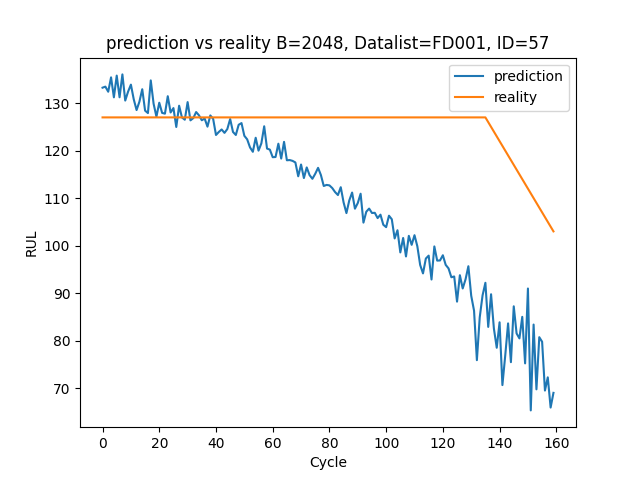 prediction vs reality B=2048, Datalist=FD001, ID=57
prediction
reality
RUL
130
120
110
100
90
80
70
0 20 40 60 80 100 120 140 160
Cycle